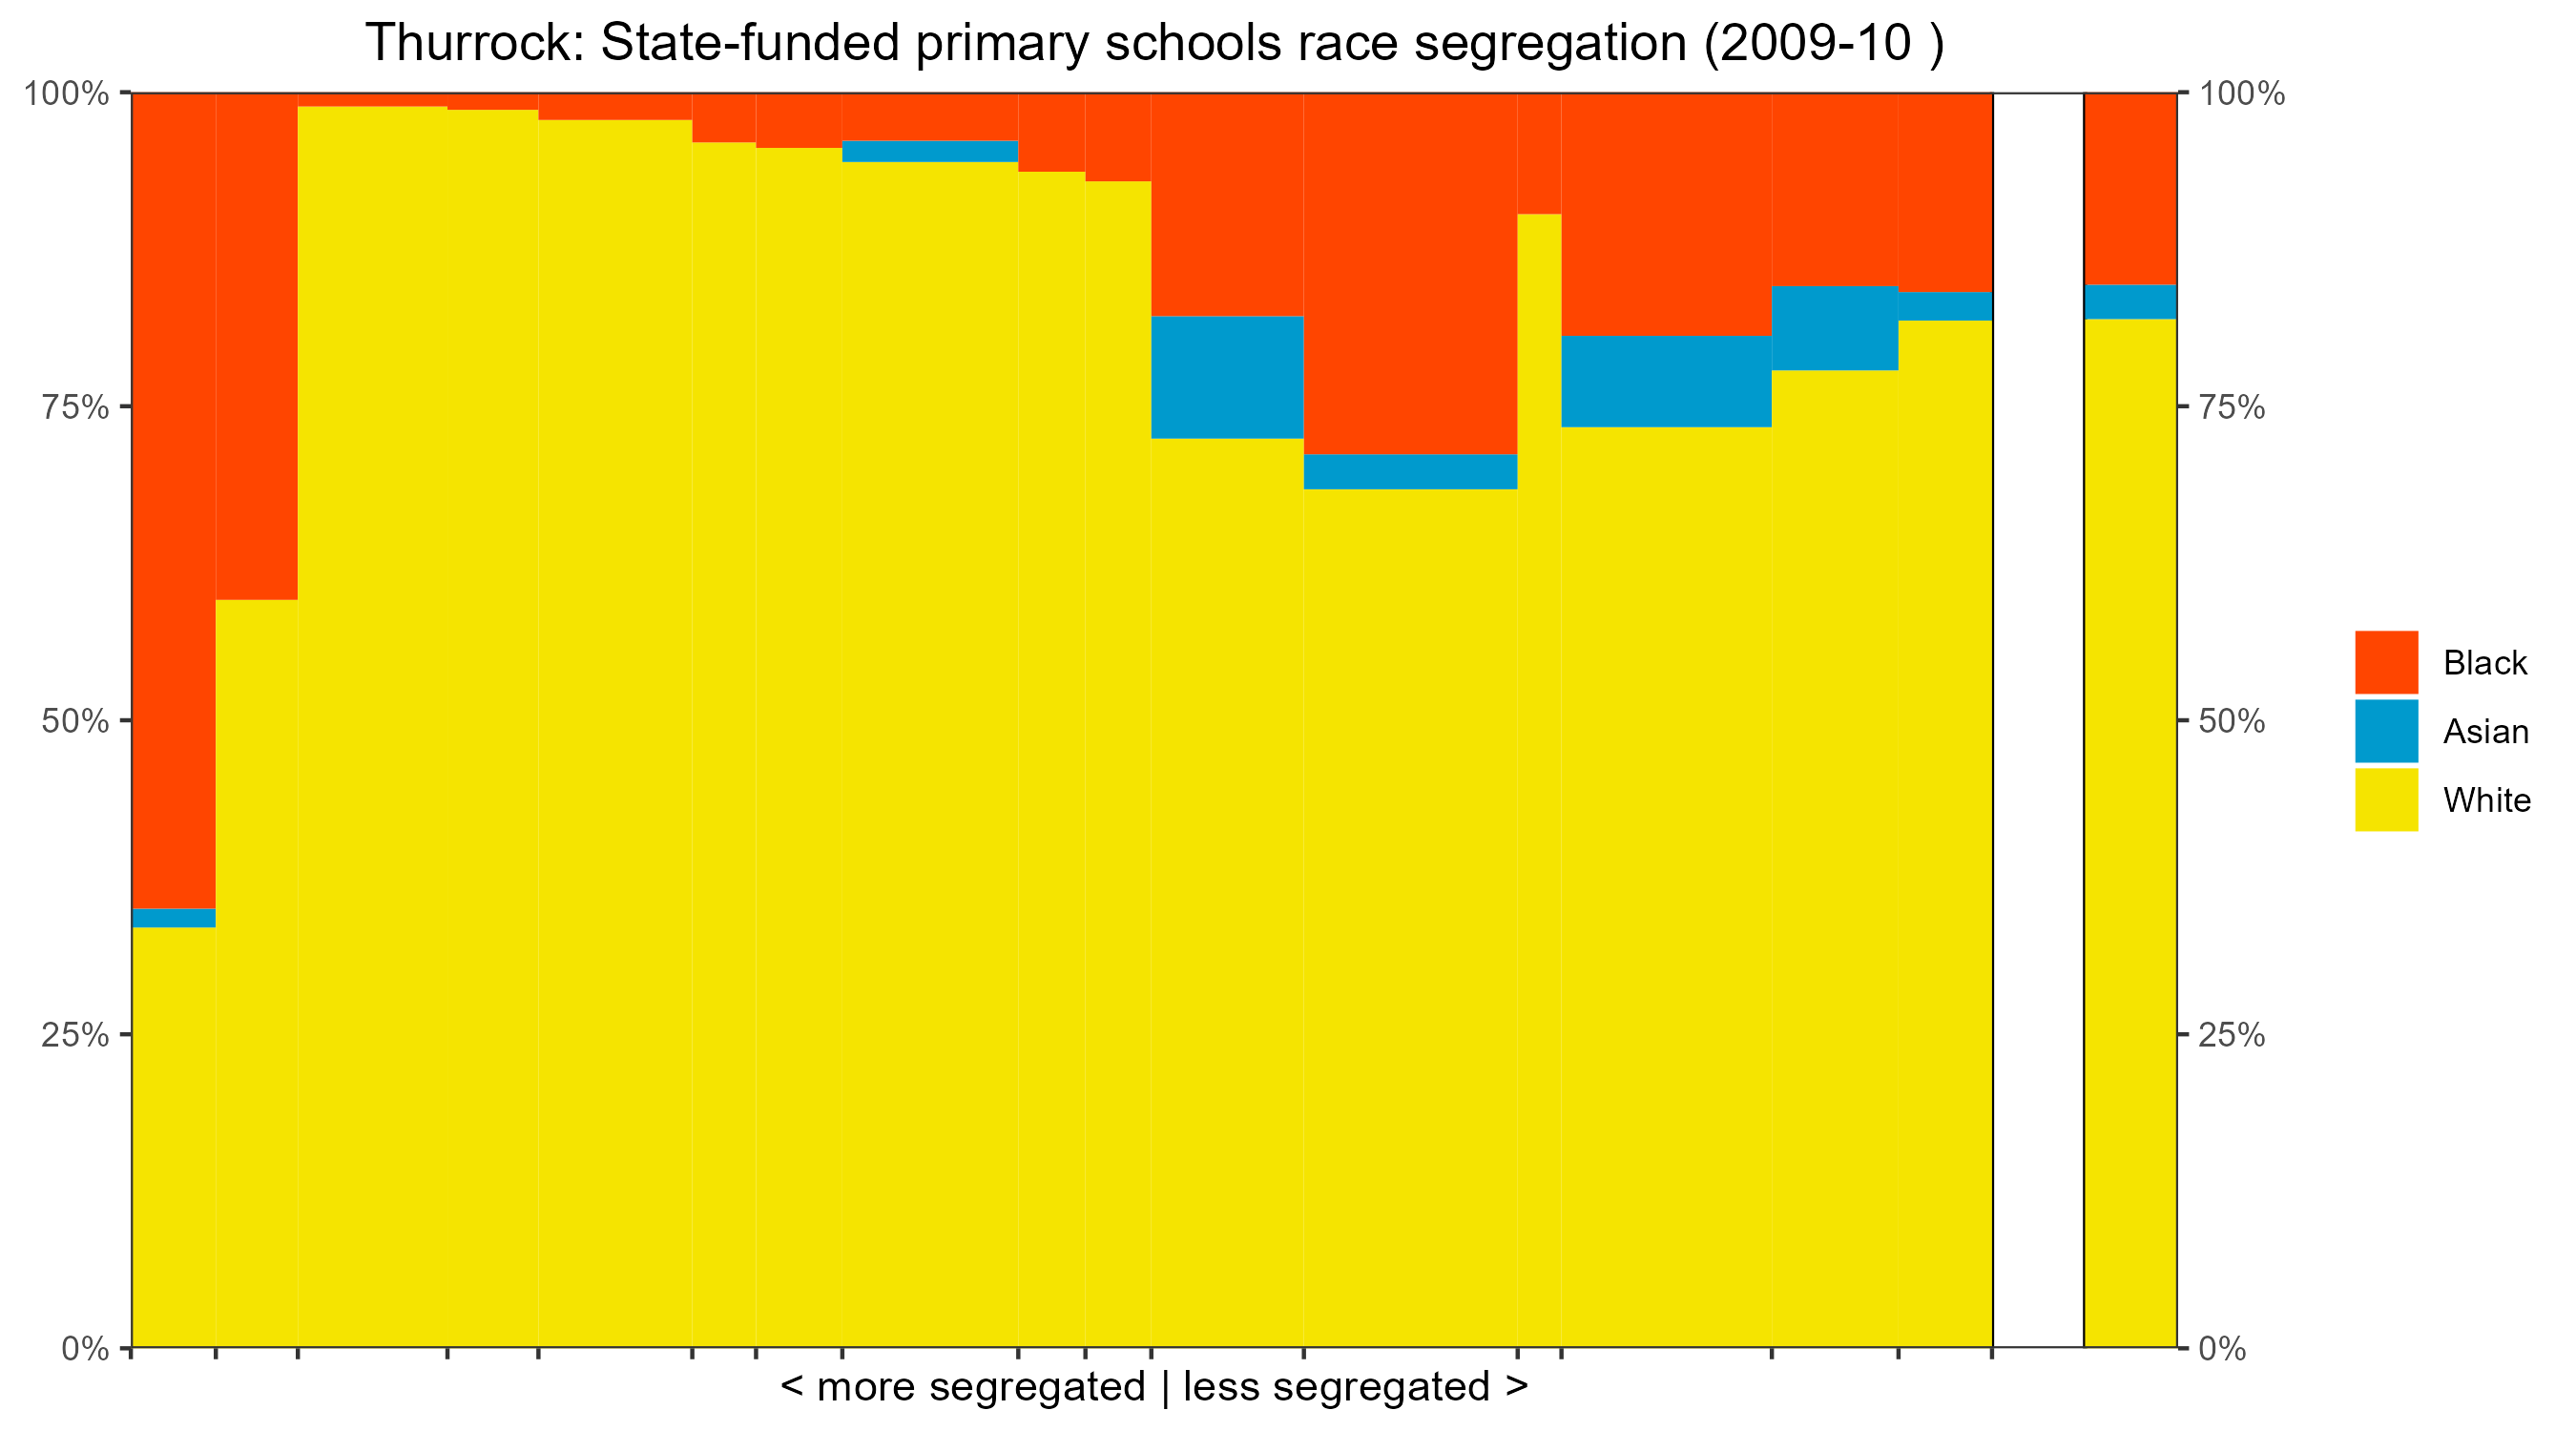 Thurrock: State-funded primary schools race segregation (2009-10 )
100%
75%
50%
25%
0%
100%
75%
50%
25%
0%
Black
Asian
White
< more segregated | less segregated >